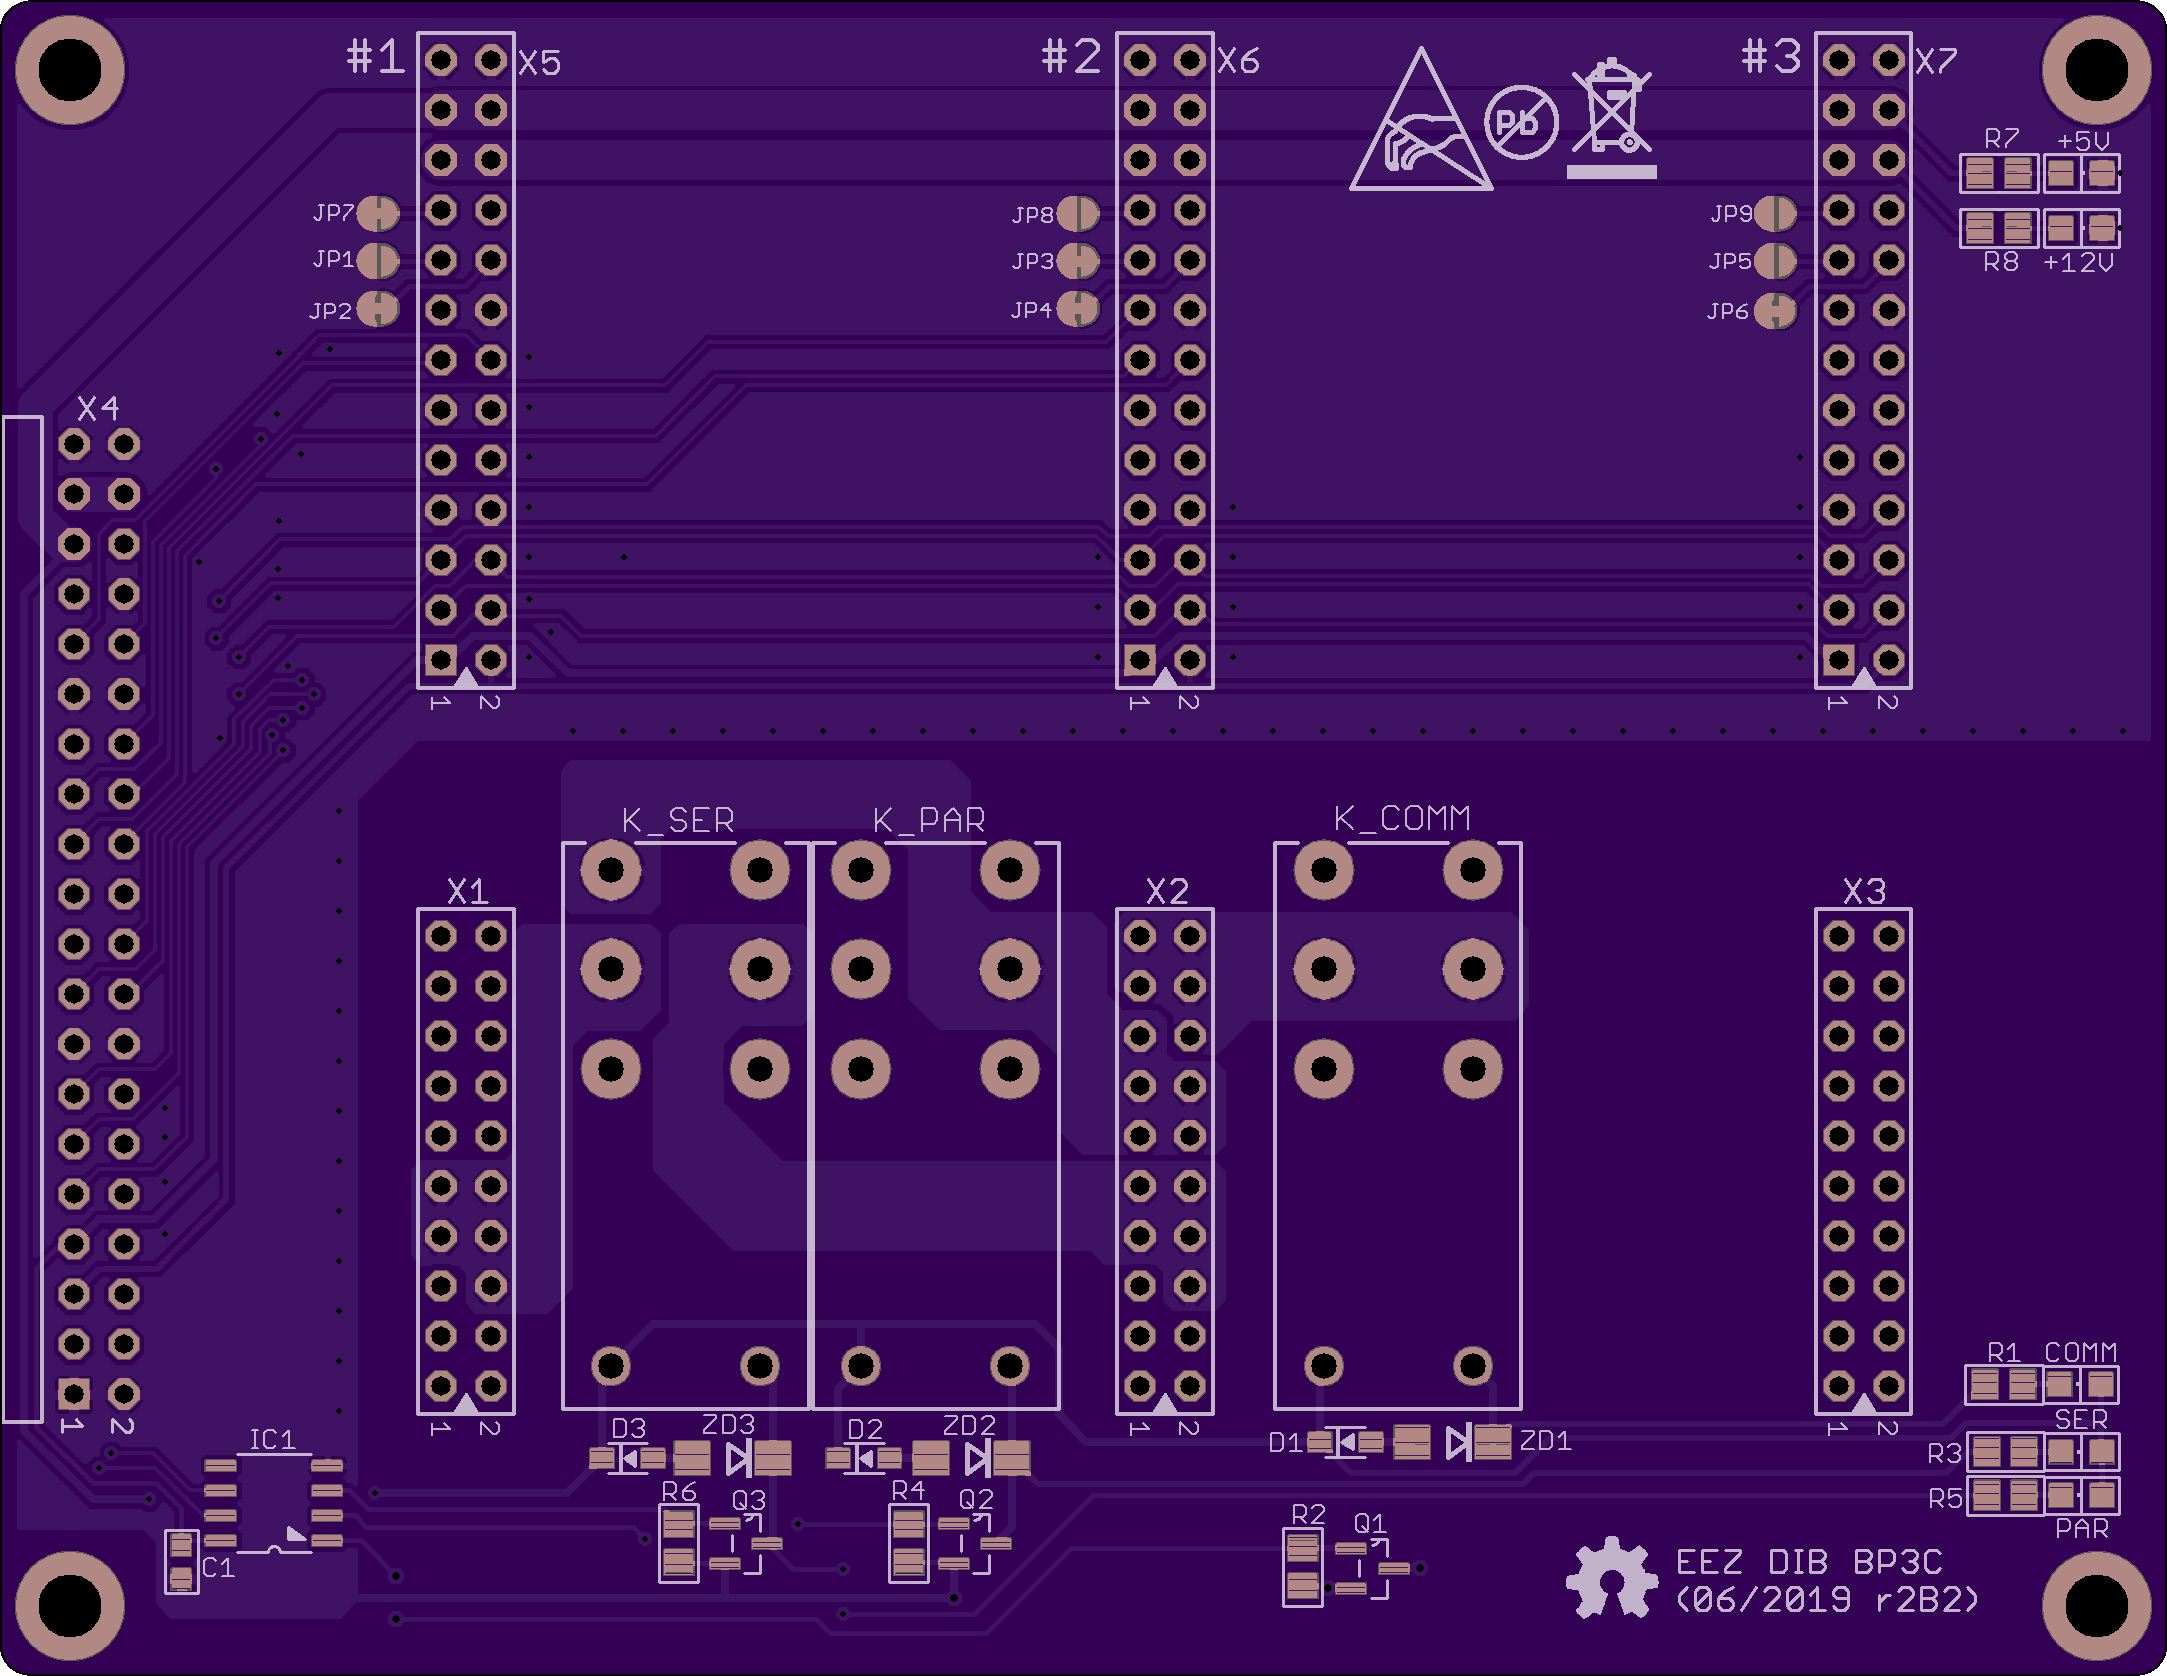 #1 X5 #2 X6 #3 X7
Pb
R7 +5V
JP7 JP8 JP9
JP1 JP3 JP5
R8 +12V
JP2 JP4 JP6
X4
1 2 1 2 1 2
K_SER K_PAR K_COMM
X1 X2 X3
R1 COMM
1 2
1 2 1 2 1 2
SER
IC1 D3 ZD3 D2 ZD2 D1 ZD1
R3
R6 Q3 R4 Q2
R5
R2 Q1
PAR
C1
EEZ DIB BP3C
(06/2019 r2B2)